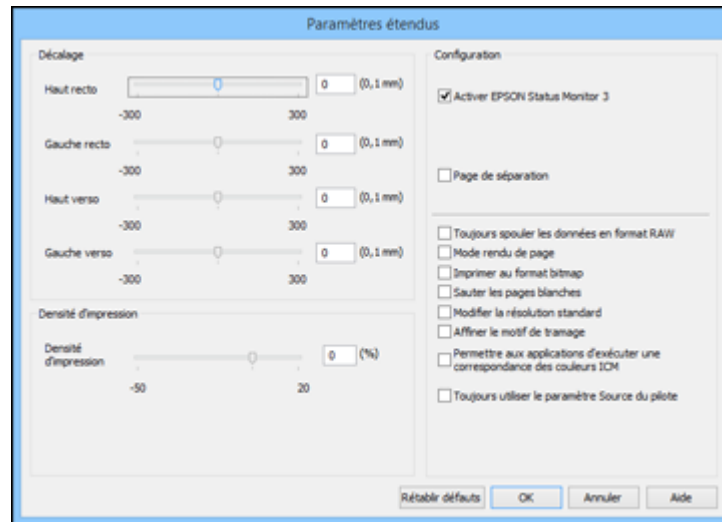 Paramètres étendus
Décalage
Haut recto
0 (0,1 mm)
-300 300
Gauche recto
0 (0,1 mm)
-300 300
Haut verso
0 (0,1 mm)
-300 300
Gauche verso
0 (0,1 mm)
-300 300
Densité d'impression
Densité
d'impression
0 (%)
-50 20
Configuration
Activer EPSON Status Monitor 3
Page de séparation
Toujours spouler les données en format RAW
Mode rendu de page
Imprimer au format bitmap
Sauter les pages blanches
Modifier la résolution standard
Affiner le motif de tramage
Permettre aux applications d'exécuter une
correspondance des couleurs ICM
Toujours utiliser le paramètre Source du pilote
Rétablir défauts OK Annuler Aide